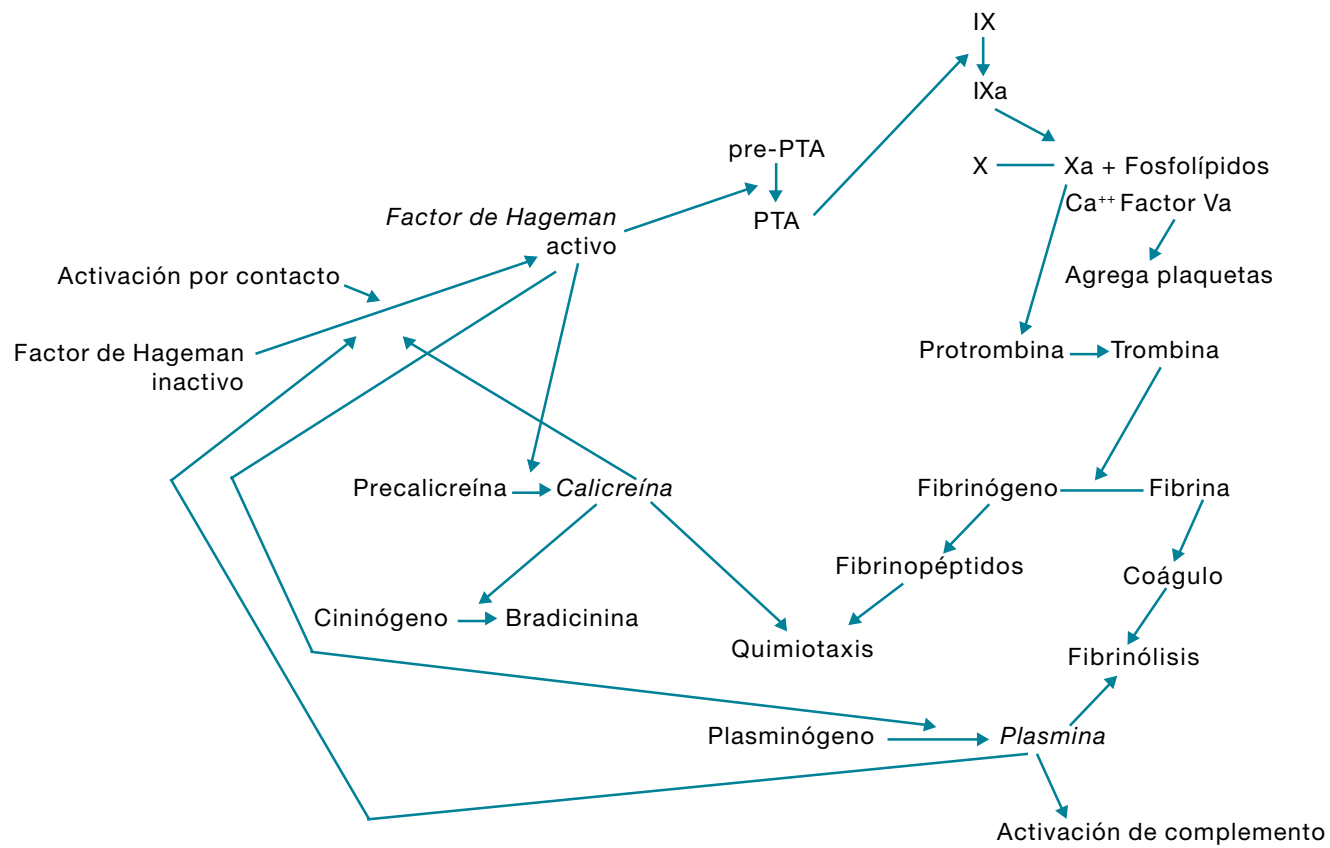 IX
IXa
pre-PTA
X
Xa + Fosfolípidos
Ca++ Factor Va
PTA
Factor de Hageman
activo
Activación por contacto
Agrega plaquetas
Factor de Hageman
inactivo
Protrombina
Trombina
Precalicreína
Calicreína
Fibrinógeno
Fibrina
Fibrinopéptidos
Coágulo
Cininógeno
Bradicinina
Quimiotaxis
Fibrinólisis
Plasminógeno
Plasmina
Activación de complemento